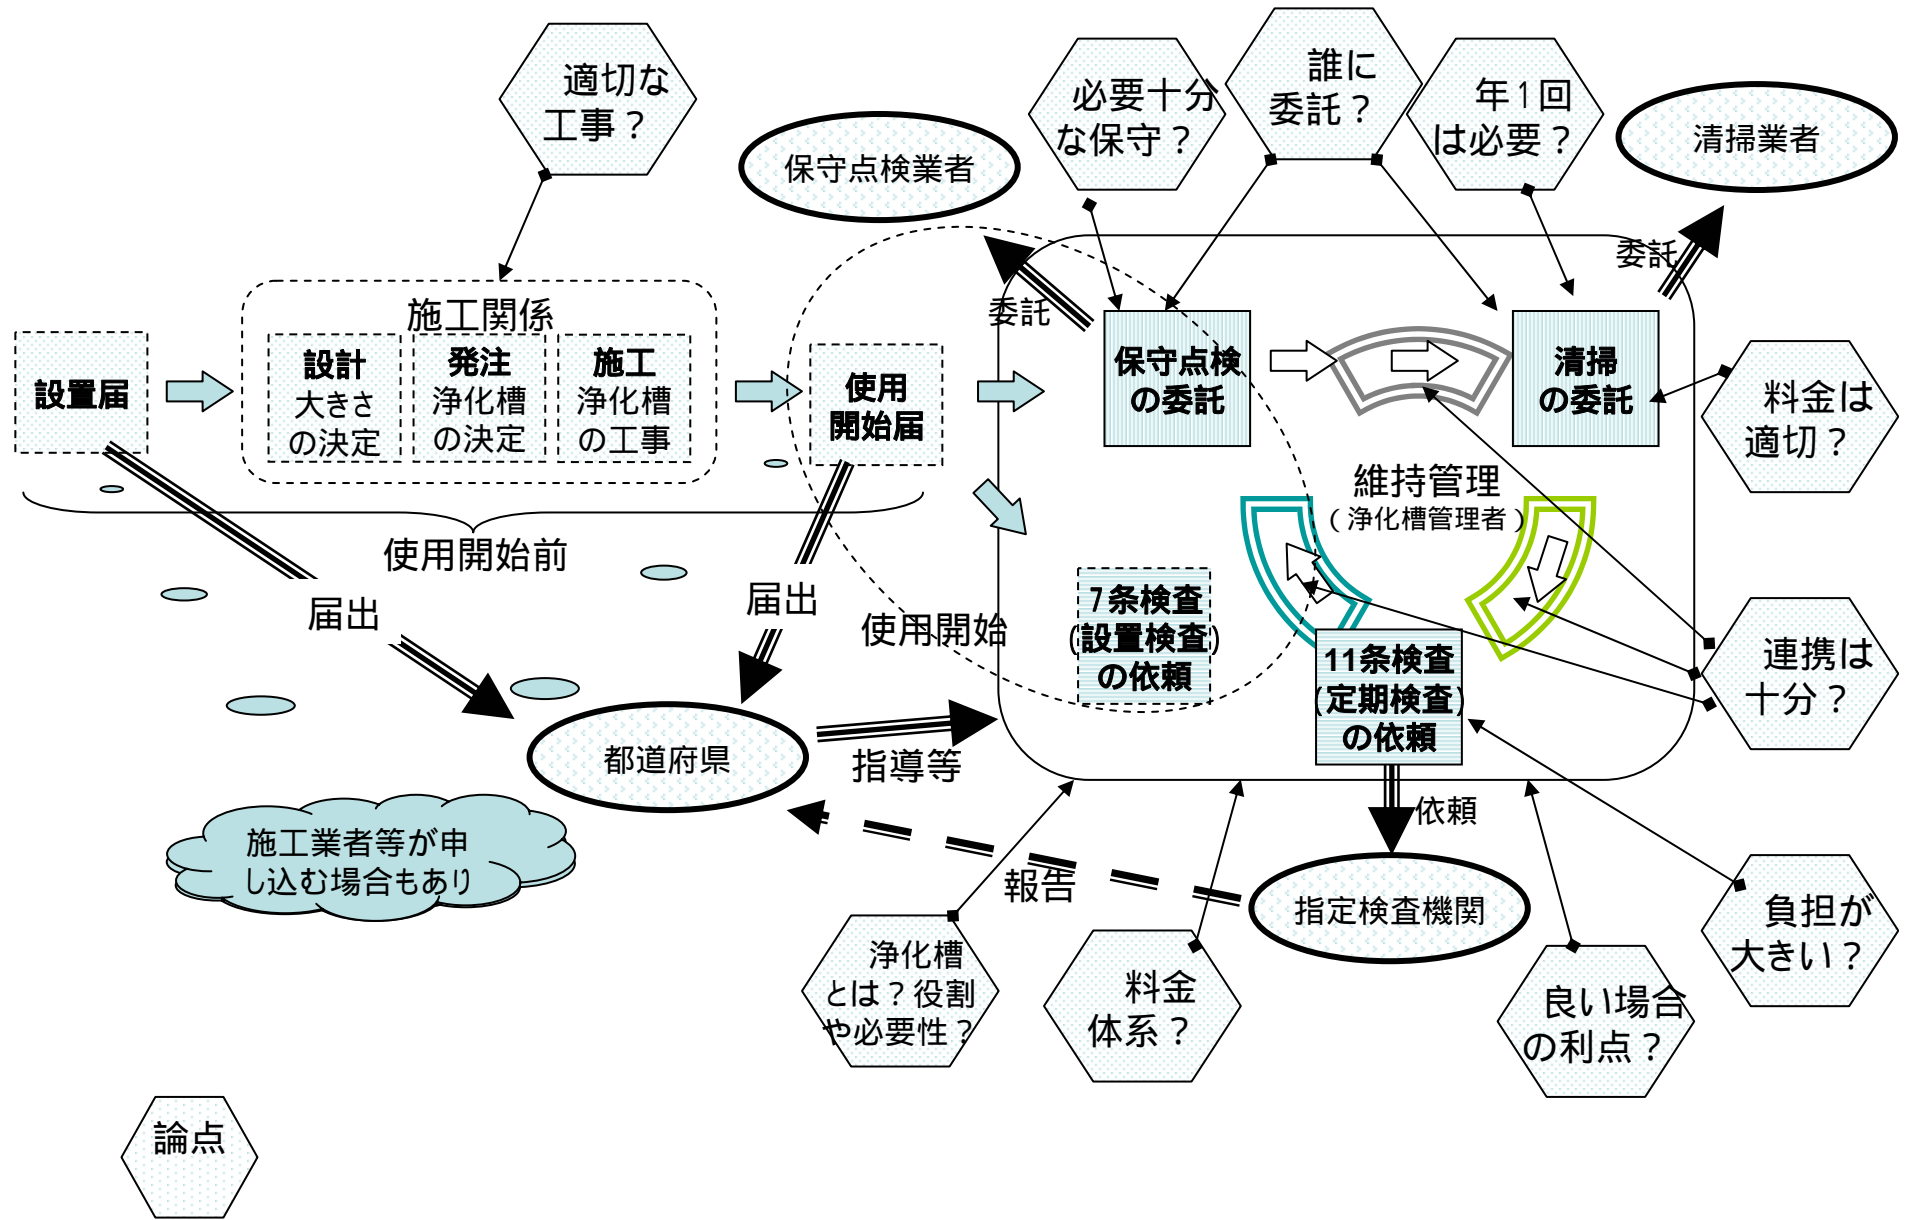 適切な
工事？
必要十分
な保守？
誰に
委託？
年1回
は必要？
清掃業者
保守点検業者
委託
委託
施工関係
設置届
設計
大きさ
の決定
発注
浄化槽
の決定
施工
浄化槽
の工事
使用
開始届
保守点検
の委託
清掃
の委託
料金は
適切？
維持管理
（浄化槽管理者）
使用開始前
届出
届出
使用開始
7条検査
(設置検査)
の依頼
11条検査
(定期検査)
の依頼
連携は
十分？
都道府県
指導等
依頼
施工業者等が申
し込む場合もあり
報告
指定検査機関
負担が
大きい？
浄化槽
とは？役割
や必要性？
料金
体系？
良い場合
の利点？
論点